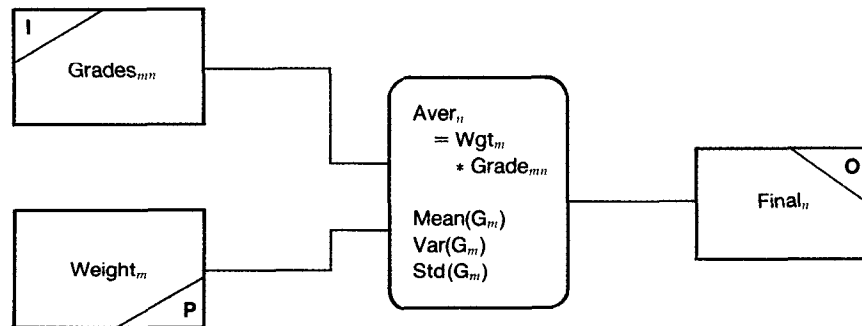 I
Grades_mn
Weight_m
P
Aver_n
= Wgt_m
* Grade_mn
Mean(G_m)
Var(G_m)
Std(G_m)
O
Final_n